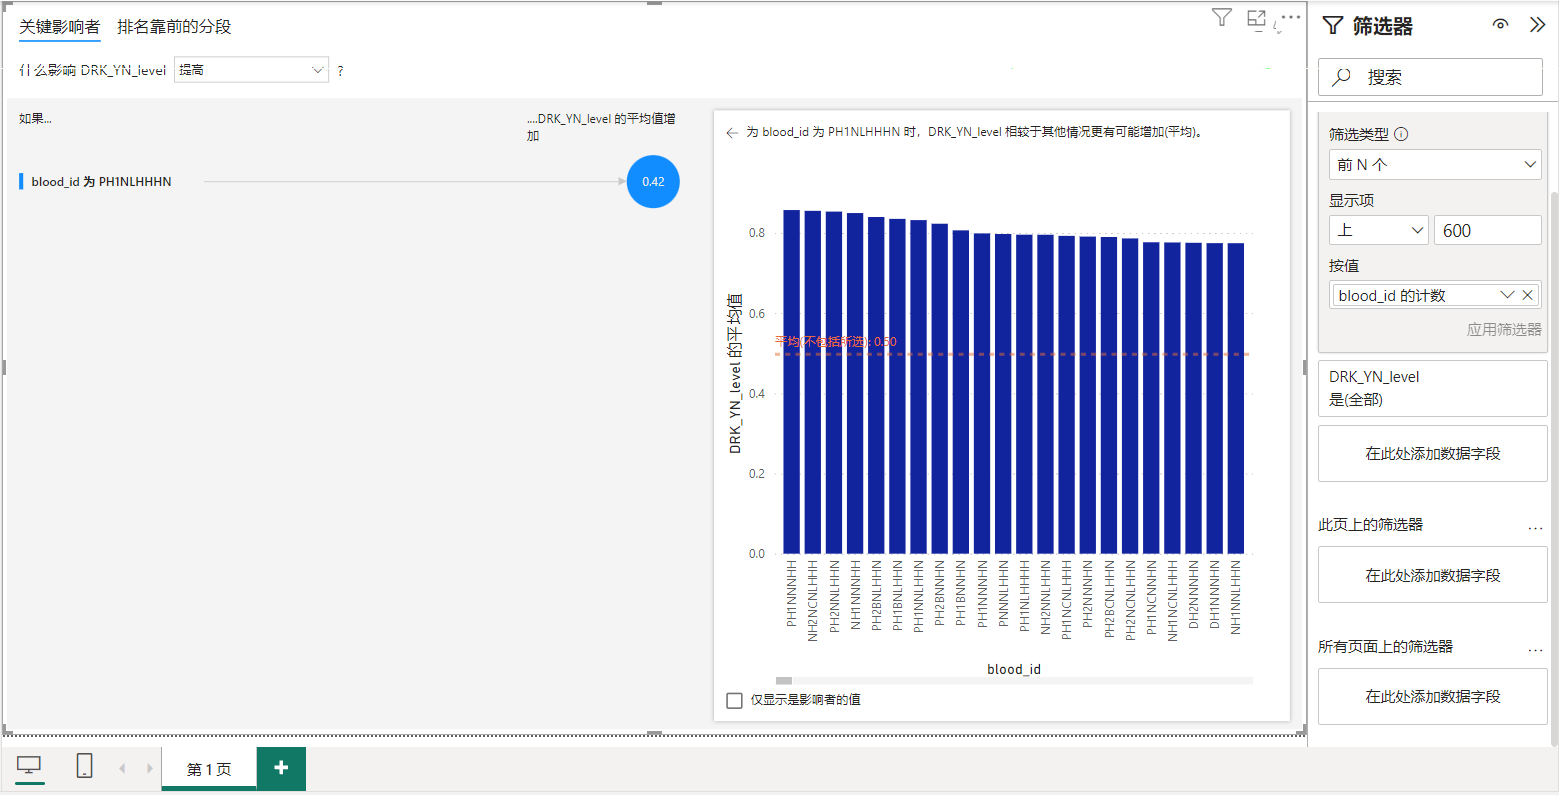 关键影响者 排名靠前的分段
什么影响 DRK_YN_level 提高 ?
如果... ....DRK_YN_level 的平均值增
加
blood_id 为 PH1NLHHHN 0.42
为 blood_id 为 PH1NLHHHN 时，DRK_YN_level 相较于其他情况更有可能增加(平均)。
DRK_YN_level 的平均值
0.8
0.6
0.4
0.2
0.0
平均(不包括所选): 0.50
PH1NNNHH
NH2NCNLHHH
PH2NNLHHN
NH1NNNHH
PH2BNLHHN
PH1BNLHHN
PH1NNLHHN
PH2BNNHN
PH1BNNHN
PH1NNNHN
PNNNLHHN
PH1NLHHHH
NH2NNLHHN
PH1NCNLHHH
PH2NNNHN
PH2BCNLHHN
PH2NCNLHHN
PH1NCNNHN
NH1NCNLHHH
DH2NNNHN
DH1NNNHN
NH1NNLHHN
blood_id
仅显示是影响者的值
第 1 页
筛选器
搜索
筛选类型
前 N 个
显示项
上 600
按值
blood_id 的计数
应用筛选器
DRK_YN_level
是(全部)
在此处添加数据字段
此页上的筛选器
在此处添加数据字段
所有页面上的筛选器
在此处添加数据字段